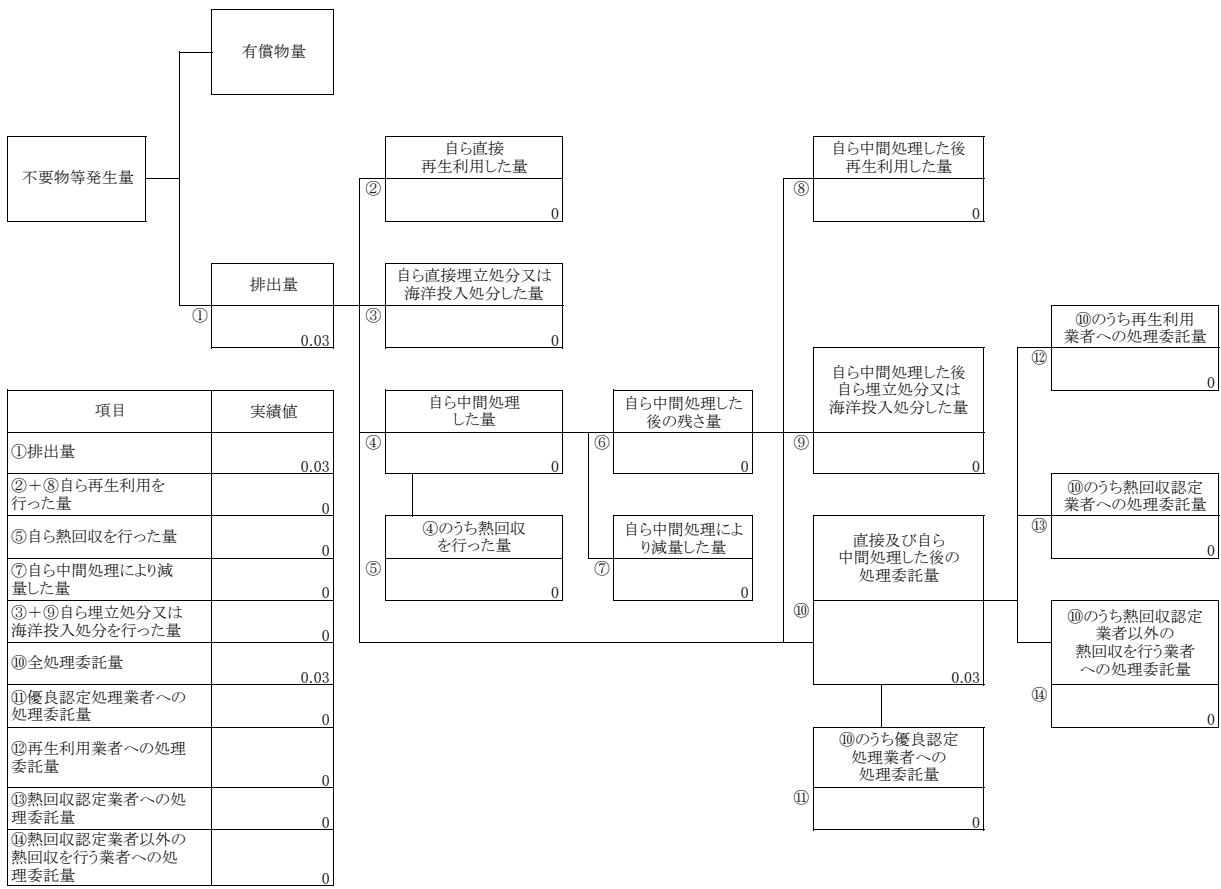 有償物量
不要物等発生量
排出量
①
0.03
自ら直接
再生利用した量
②
0
自ら直接埋立処分又は
海洋投入処分した量
③
0
自ら中間処理
した量
④
0
④のうち熱回収
を行った量
⑤
0
自ら中間処理した
後の残さ量
⑥
0
自ら中間処理によ
り減量した量
⑦
0
自ら中間処理した後
再生利用した量
⑧
0
自ら中間処理した後
自ら埋立処分又は
海洋投入処分した量
⑨
0
直接及び自ら
中間処理した後の
処理委託量
⑩
0.03
⑩のうち優良認定
処理業者への
処理委託量
⑪
0
⑩のうち再生利用
業者への処理委託量
⑫
0
⑩のうち熱回収認定
業者への処理委託量
⑬
0
⑩のうち熱回収認定
業者以外の
熱回収を行う業者
への処理委託量
⑭
0
項目 実績値
①排出量
0.03
②+⑧自ら再生利用を
行った量
0
⑤自ら熱回収を行った量
0
⑦自ら中間処理により減
量した量
0
③+⑨自ら埋立処分又は
海洋投入処分を行った量
0
⑩全処理委託量
0.03
⑪優良認定処理業者への
処理委託量
0
⑫再生利用業者への処理
委託量
0
⑬熱回収認定業者への処
理委託量
0
⑭熱回収認定業者以外の
熱回収を行う業者への処
理委託量
0